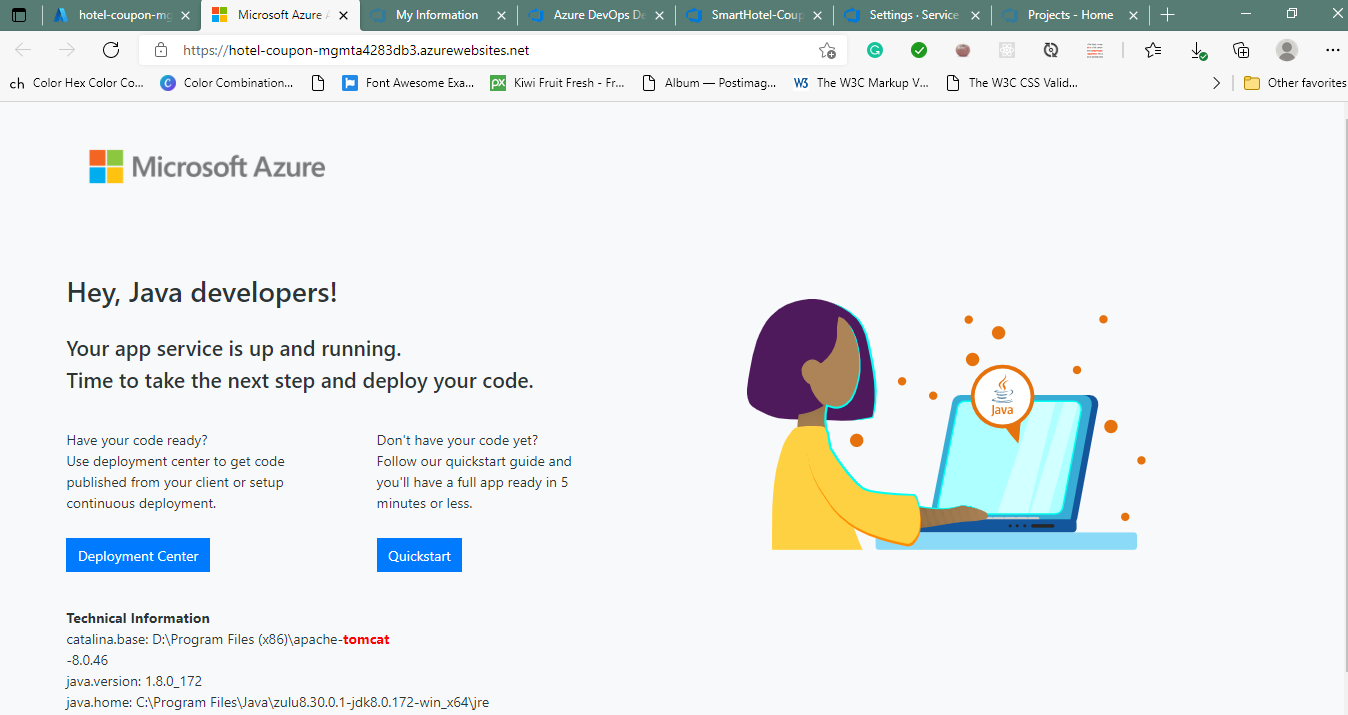 hotel-coupon-mg
Microsoft Azure A
My Information
Azure DevOps De
SmartHotel-Coup
Settings · Service
Projects - Home
https://hotel-coupon-mgmta4283db3.azurewebsites.net
ch Color Hex Color Co...
C Color Combination...
Font Awesome Exa...
px Kiwi Fruit Fresh - Fr...
Album — Postimag...
W3 The W3C Markup V...
The W3C CSS Valid...
Other favorites
Microsoft Azure
Hey, Java developers!
Your app service is up and running.
Time to take the next step and deploy your code.
Have your code ready?
Use deployment center to get code
published from your client or setup
continuous deployment.
Deployment Center
Don't have your code yet?
Follow our quickstart guide and
you'll have a full app ready in 5
minutes or less.
Quickstart
Java
Technical Information
catalina.base: D:\Program Files (x86)\apache-tomcat
-8.0.46
java.version: 1.8.0_172
java.home: C:\Program Files\Java\zulu8.30.0.1-jdk8.0.172-win_x64\jre